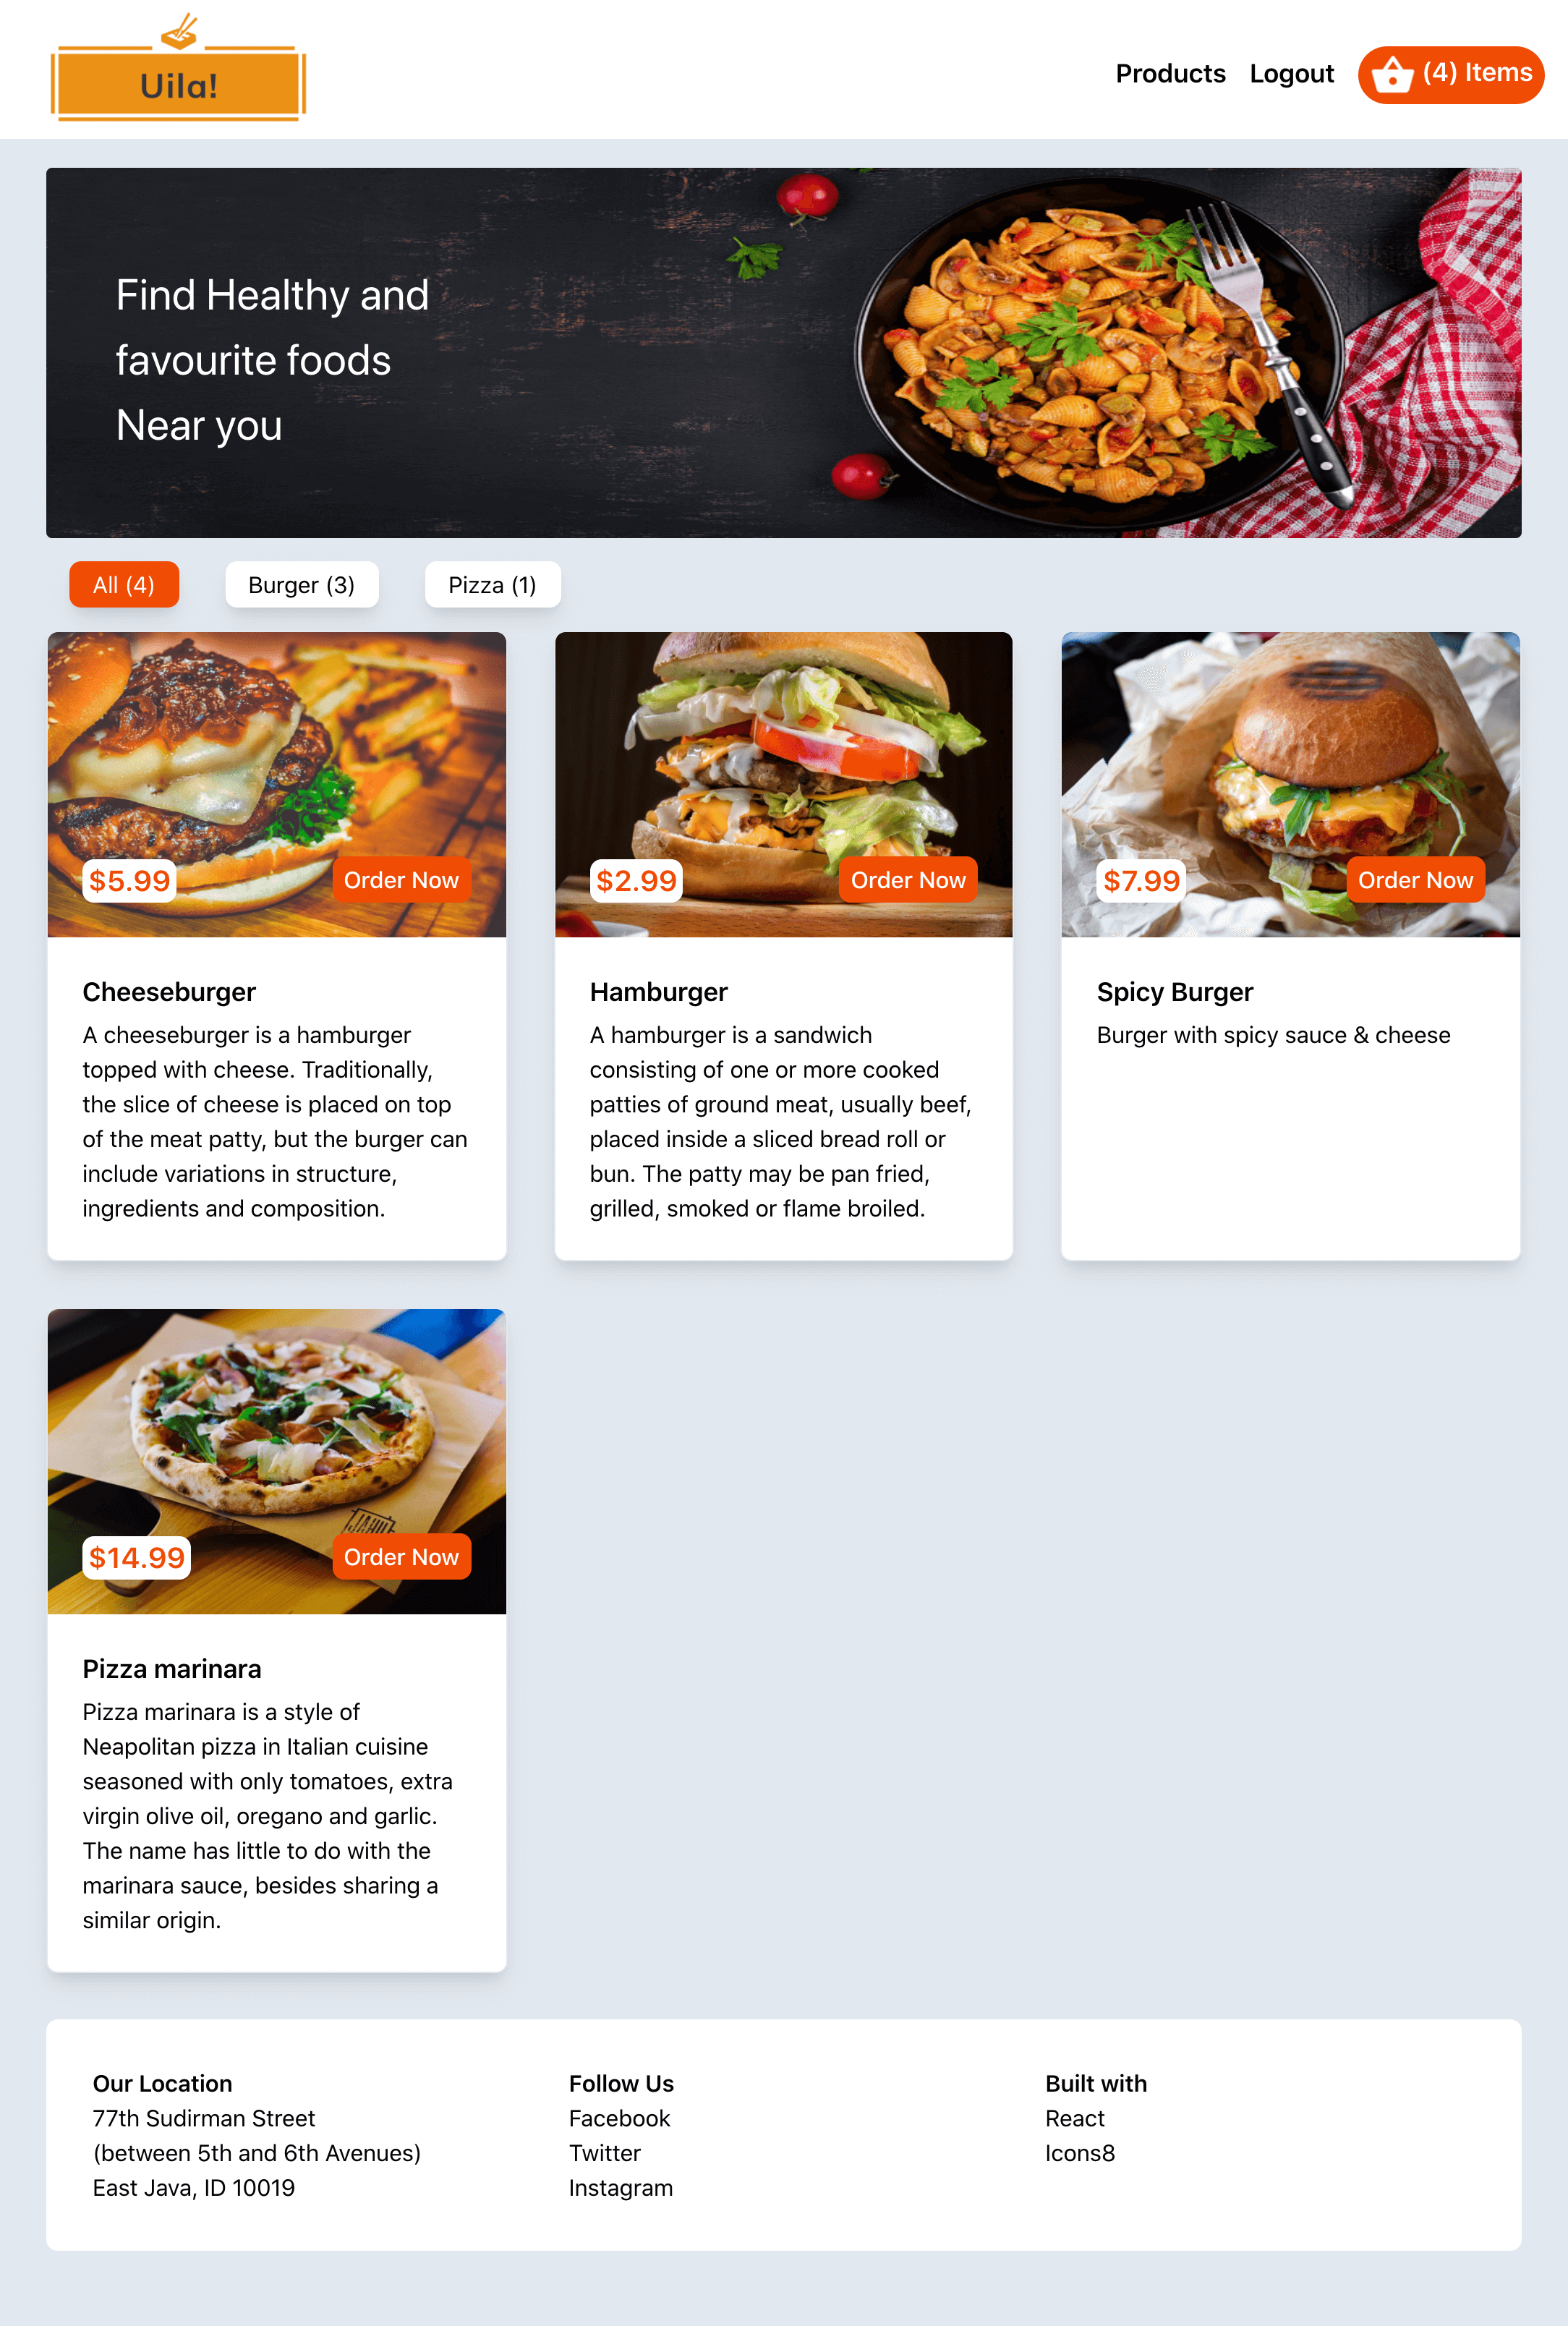 Uila!
Products
Logout
(4) Items
Find Healthy and
favourite foods
Near you
All (4)
Burger (3)
Pizza (1)
$5.99
Order Now
Cheeseburger
A cheeseburger is a hamburger
topped with cheese. Traditionally,
the slice of cheese is placed on top
of the meat patty, but the burger can
include variations in structure,
ingredients and composition.
$2.99
Order Now
Hamburger
A hamburger is a sandwich
consisting of one or more cooked
patties of ground meat, usually beef,
placed inside a sliced bread roll or
bun. The patty may be pan fried,
grilled, smoked or flame broiled.
$7.99
Order Now
Spicy Burger
Burger with spicy sauce & cheese
$14.99
Order Now
Pizza marinara
Pizza marinara is a style of
Neapolitan pizza in Italian cuisine
seasoned with only tomatoes, extra
virgin olive oil, oregano and garlic.
The name has little to do with the
marinara sauce, besides sharing a
similar origin.
Our Location
77th Sudirman Street
(between 5th and 6th Avenues)
East Java, ID 10019
Follow Us
Facebook
Twitter
Instagram
Built with
React
Icons8